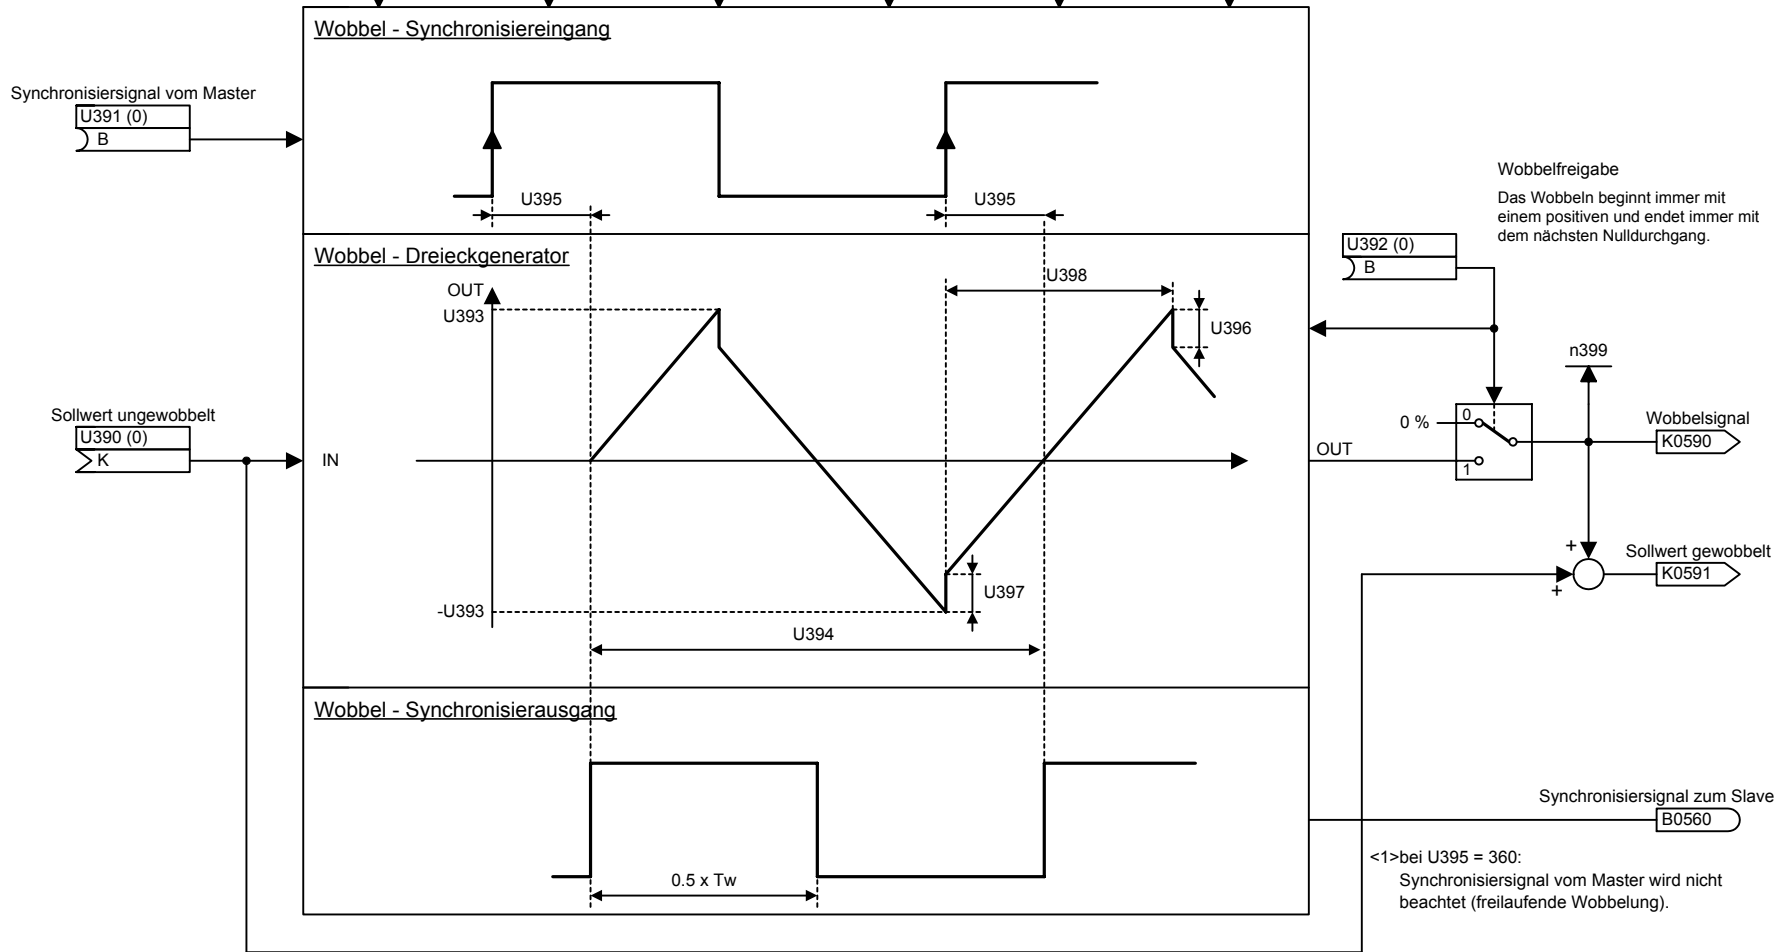 Wobbel - Synchronisiereingang
Synchronisiersignal vom Master
U391 (0)
B
U395
U395
Wobbelfreigabe
Das Wobbeln beginnt immer mit
einem positiven und endet immer mit
dem nächsten Nulldurchgang.
U392 (0)
B
Wobbel - Dreieckgenerator
OUT
U393
U398
U396
n399
Sollwert ungewobbelt
U390 (0)
K
IN
OUT
0 %
0
1
Wobbelsignal
K0590
+
+
Sollwert gewobbelt
K0591
U397
-U393
U394
Wobbel - Synchronisierausgang
0.5 x Tw
Synchronisiersignal zum Slave
B0560
<1>bei U395 = 360:
Synchronisiersignal vom Master wird nicht
beachtet (freilaufende Wobbelung).